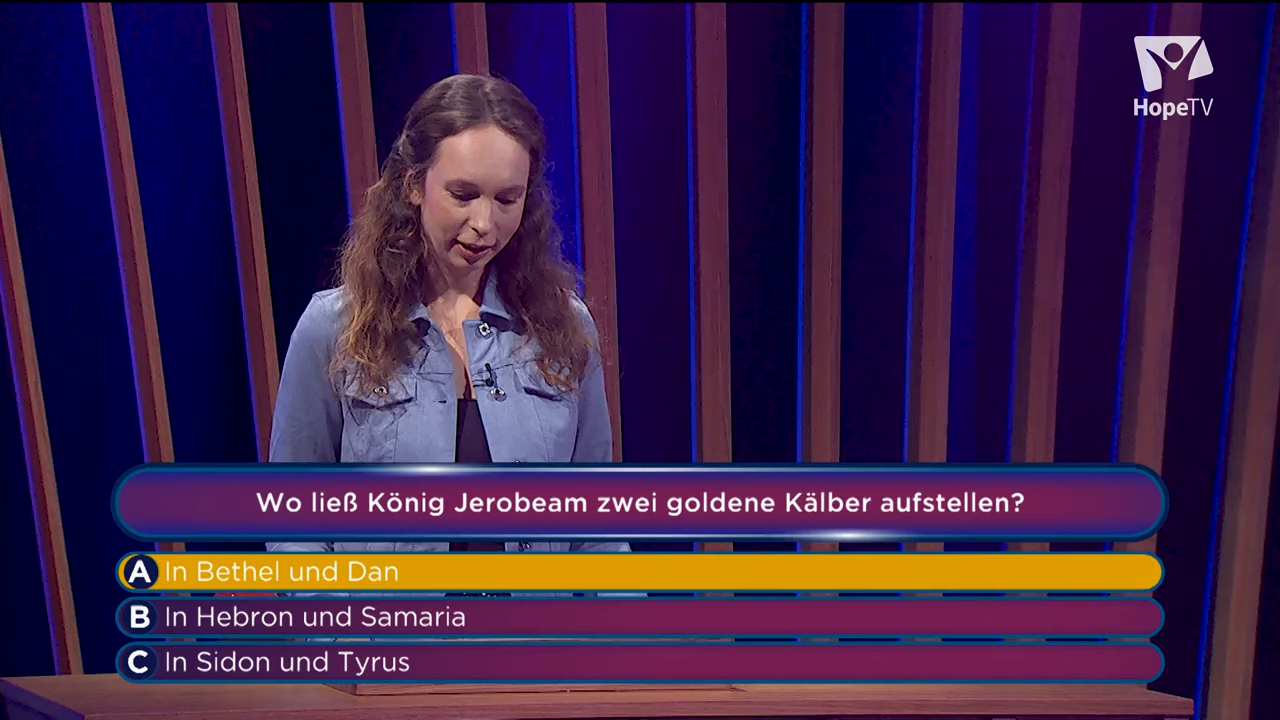 HopeTV
Wo ließ König Jerobeam zwei goldene Kälber aufstellen?
A In Bethel und Dan
B In Hebron und Samaria
C In Sidon und Tyrus